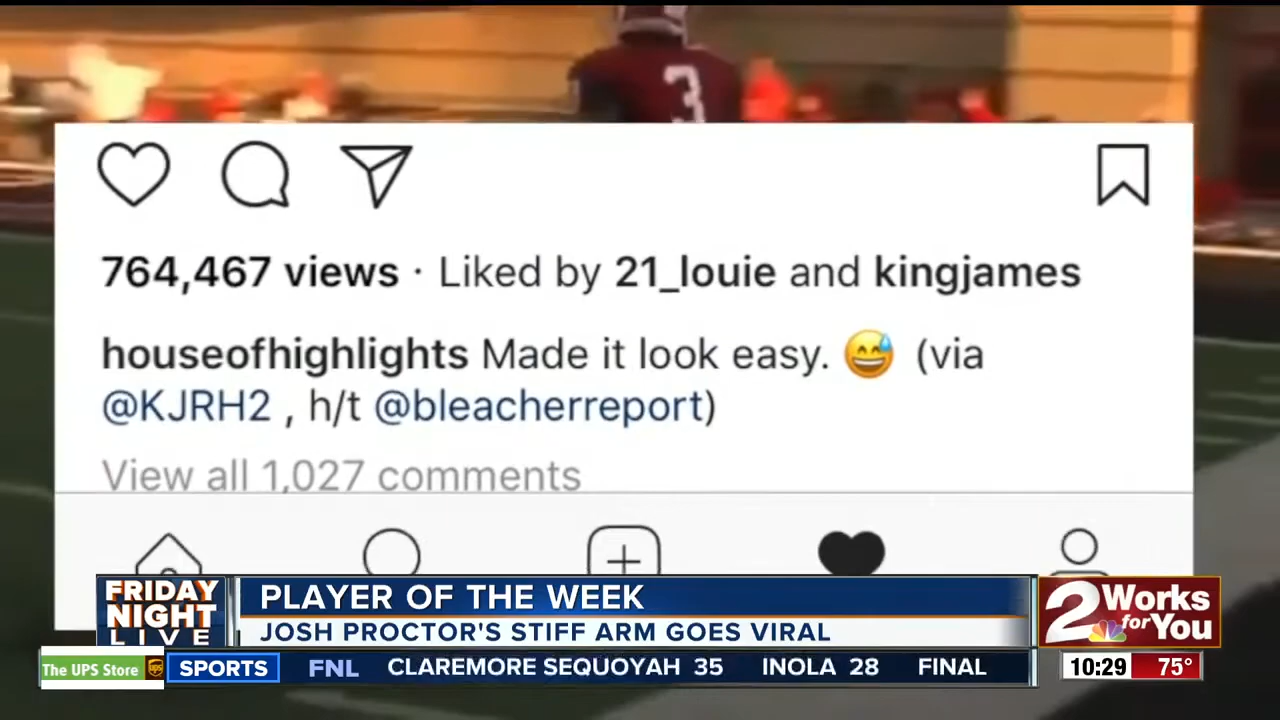 3
764,467 views · Liked by 21_louie and kingjames
houseofhighlights Made it look easy. 😅 (via
@KJRH2 , h/t @bleacherreport)
View all 1,027 comments
FRIDAY
NIGHT
LIVE
PLAYER OF THE WEEK
JOSH PROCTOR'S STIFF ARM GOES VIRAL
2 Works
for You
The UPS Store
ups
SPORTS
FNL CLAREMORE SEQUOYAH 35 INOLA 28 FINAL
10:29 75°